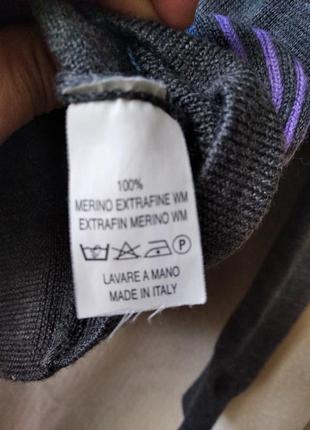 100%
MERINO EXTRAFINE WM
EXTRAFIN MERINO WM
P
LAVARE A MANO
MADE IN ITALY